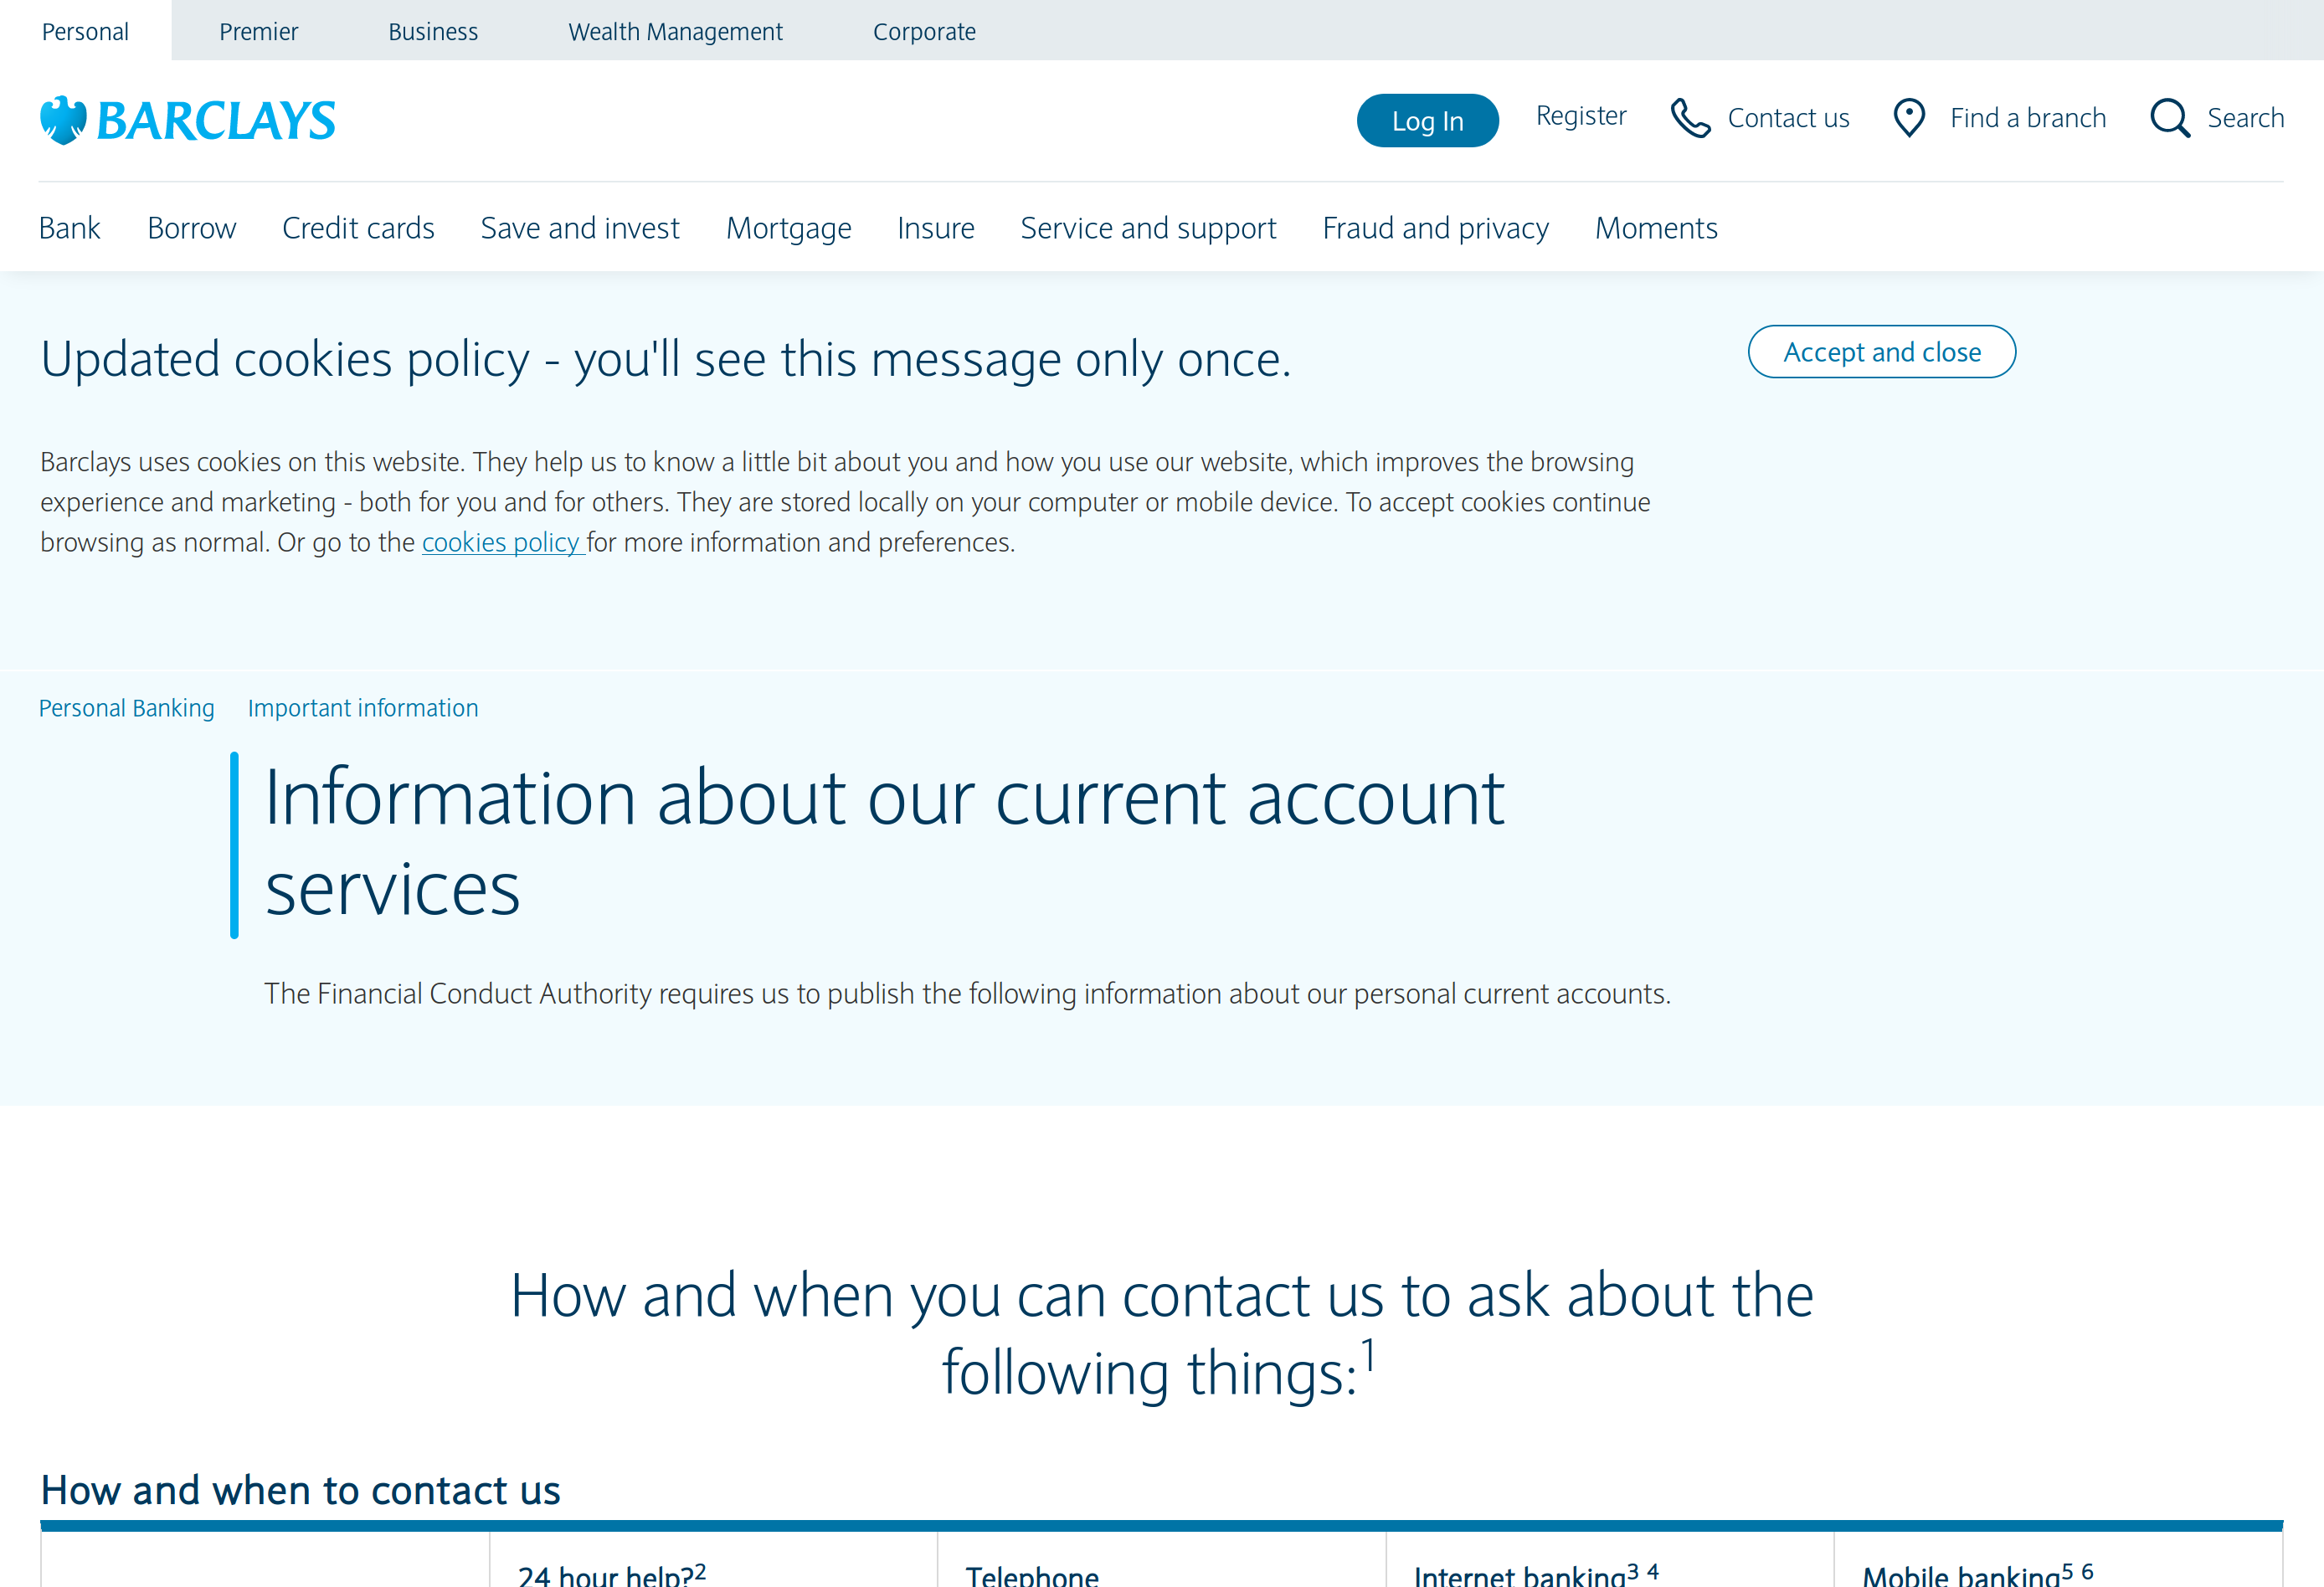 Personal Premier Business Wealth Management Corporate
BARCLAYS Log In Register Contact us Find a branch Search
Bank Borrow Credit cards Save and invest Mortgage Insure Service and support Fraud and privacy Moments
Updated cookies policy - you'll see this message only once. Accept and close
Barclays uses cookies on this website. They help us to know a little bit about you and how you use our website, which improves the browsing
experience and marketing - both for you and for others. They are stored locally on your computer or mobile device. To accept cookies continue
browsing as normal. Or go to the cookies policy for more information and preferences.
Personal Banking Important information
Information about our current account
services
The Financial Conduct Authority requires us to publish the following information about our personal current accounts.
How and when you can contact us to ask about the
following things:1
How and when to contact us
24 hour help?2 Telephone Internet banking3 4 Mobile banking5 6